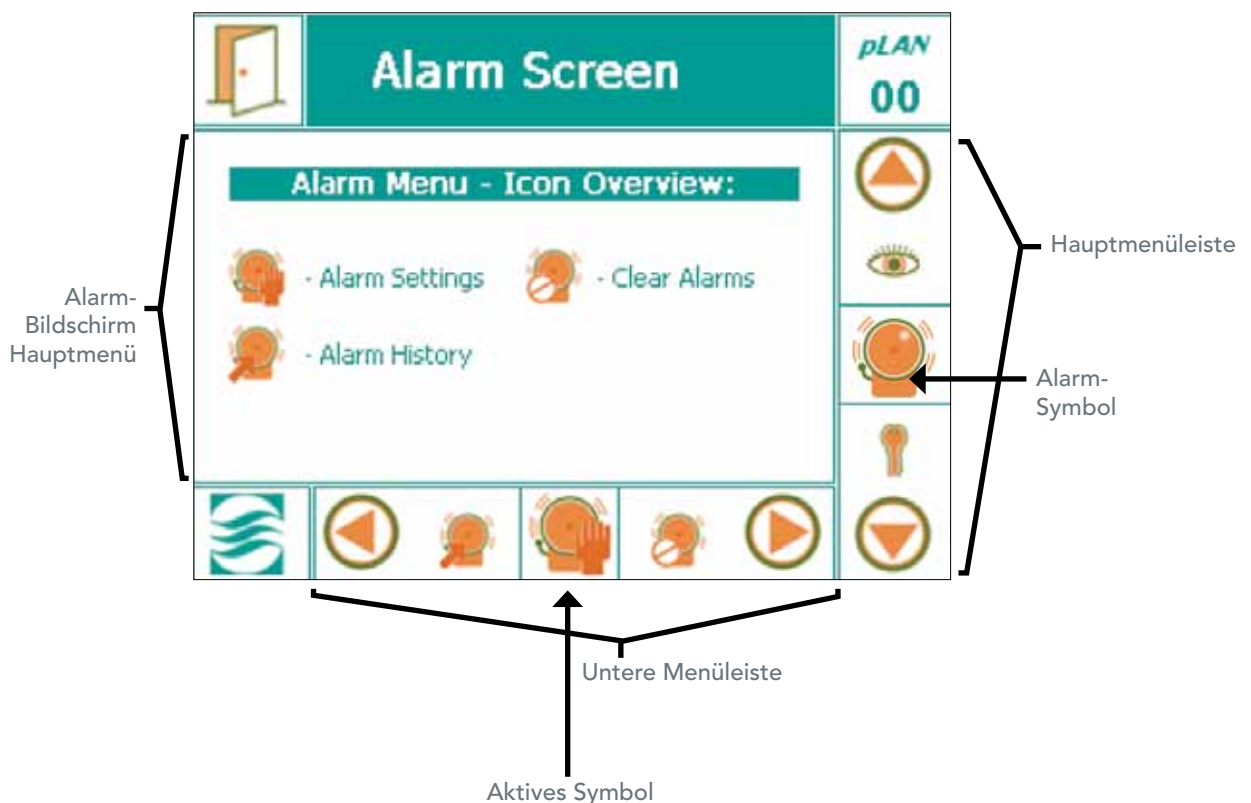 Alarm Screen
pLAN
00
Alarm Menu - Icon Overview:
- Alarm Settings
- Clear Alarms
- Alarm History
Hauptmenüleiste
Alarm-
Bildschirm
Hauptmenü
Alarm-
Symbol
Untere Menüleiste
Aktives Symbol